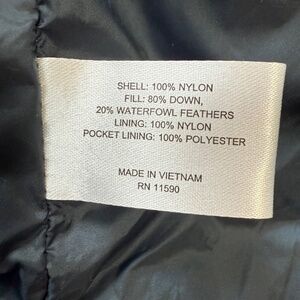 SHELL: 100% NYLON
FILL: 80% DOWN,
20% WATERFOWL FEATHERS
LINING: 100% NYLON
POCKET LINING: 100% POLYESTER
MADE IN VIETNAM
RN 11590